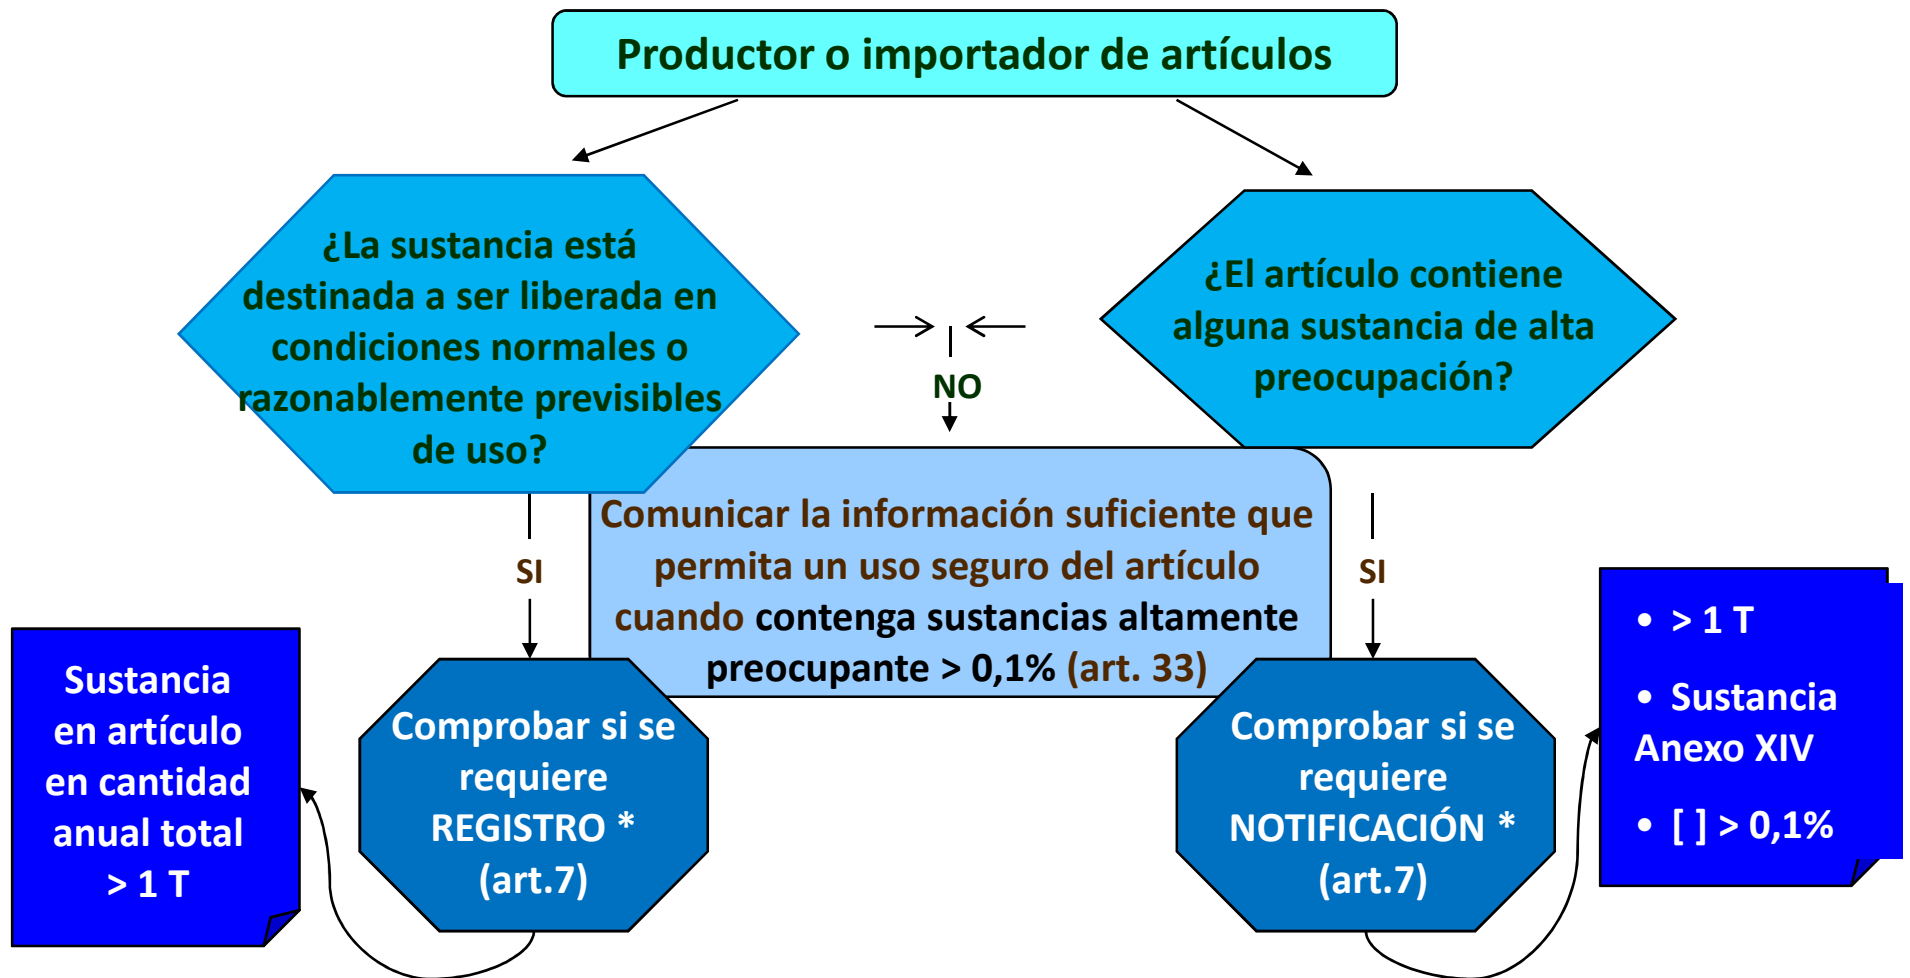 Productor o importador de artículos
¿La sustancia está
destinada a ser liberada en
condiciones normales o
razonablemente previsibles
de uso?
¿El artículo contiene
alguna sustancia de alta
preocupación?
NO
Comunicar la información suficiente que
permita un uso seguro del artículo
cuando contenga sustancias altamente
preocupante > 0,1% (art. 33)
SI
SI
Sustancia
en artículo
en cantidad
anual total
> 1 T
Comprobar si se
requiere
REGISTRO *
(art.7)
Comprobar si se
requiere
NOTIFICACIÓN *
(art.7)
• > 1 T
• Sustancia
Anexo XIV
• [ ] > 0,1%